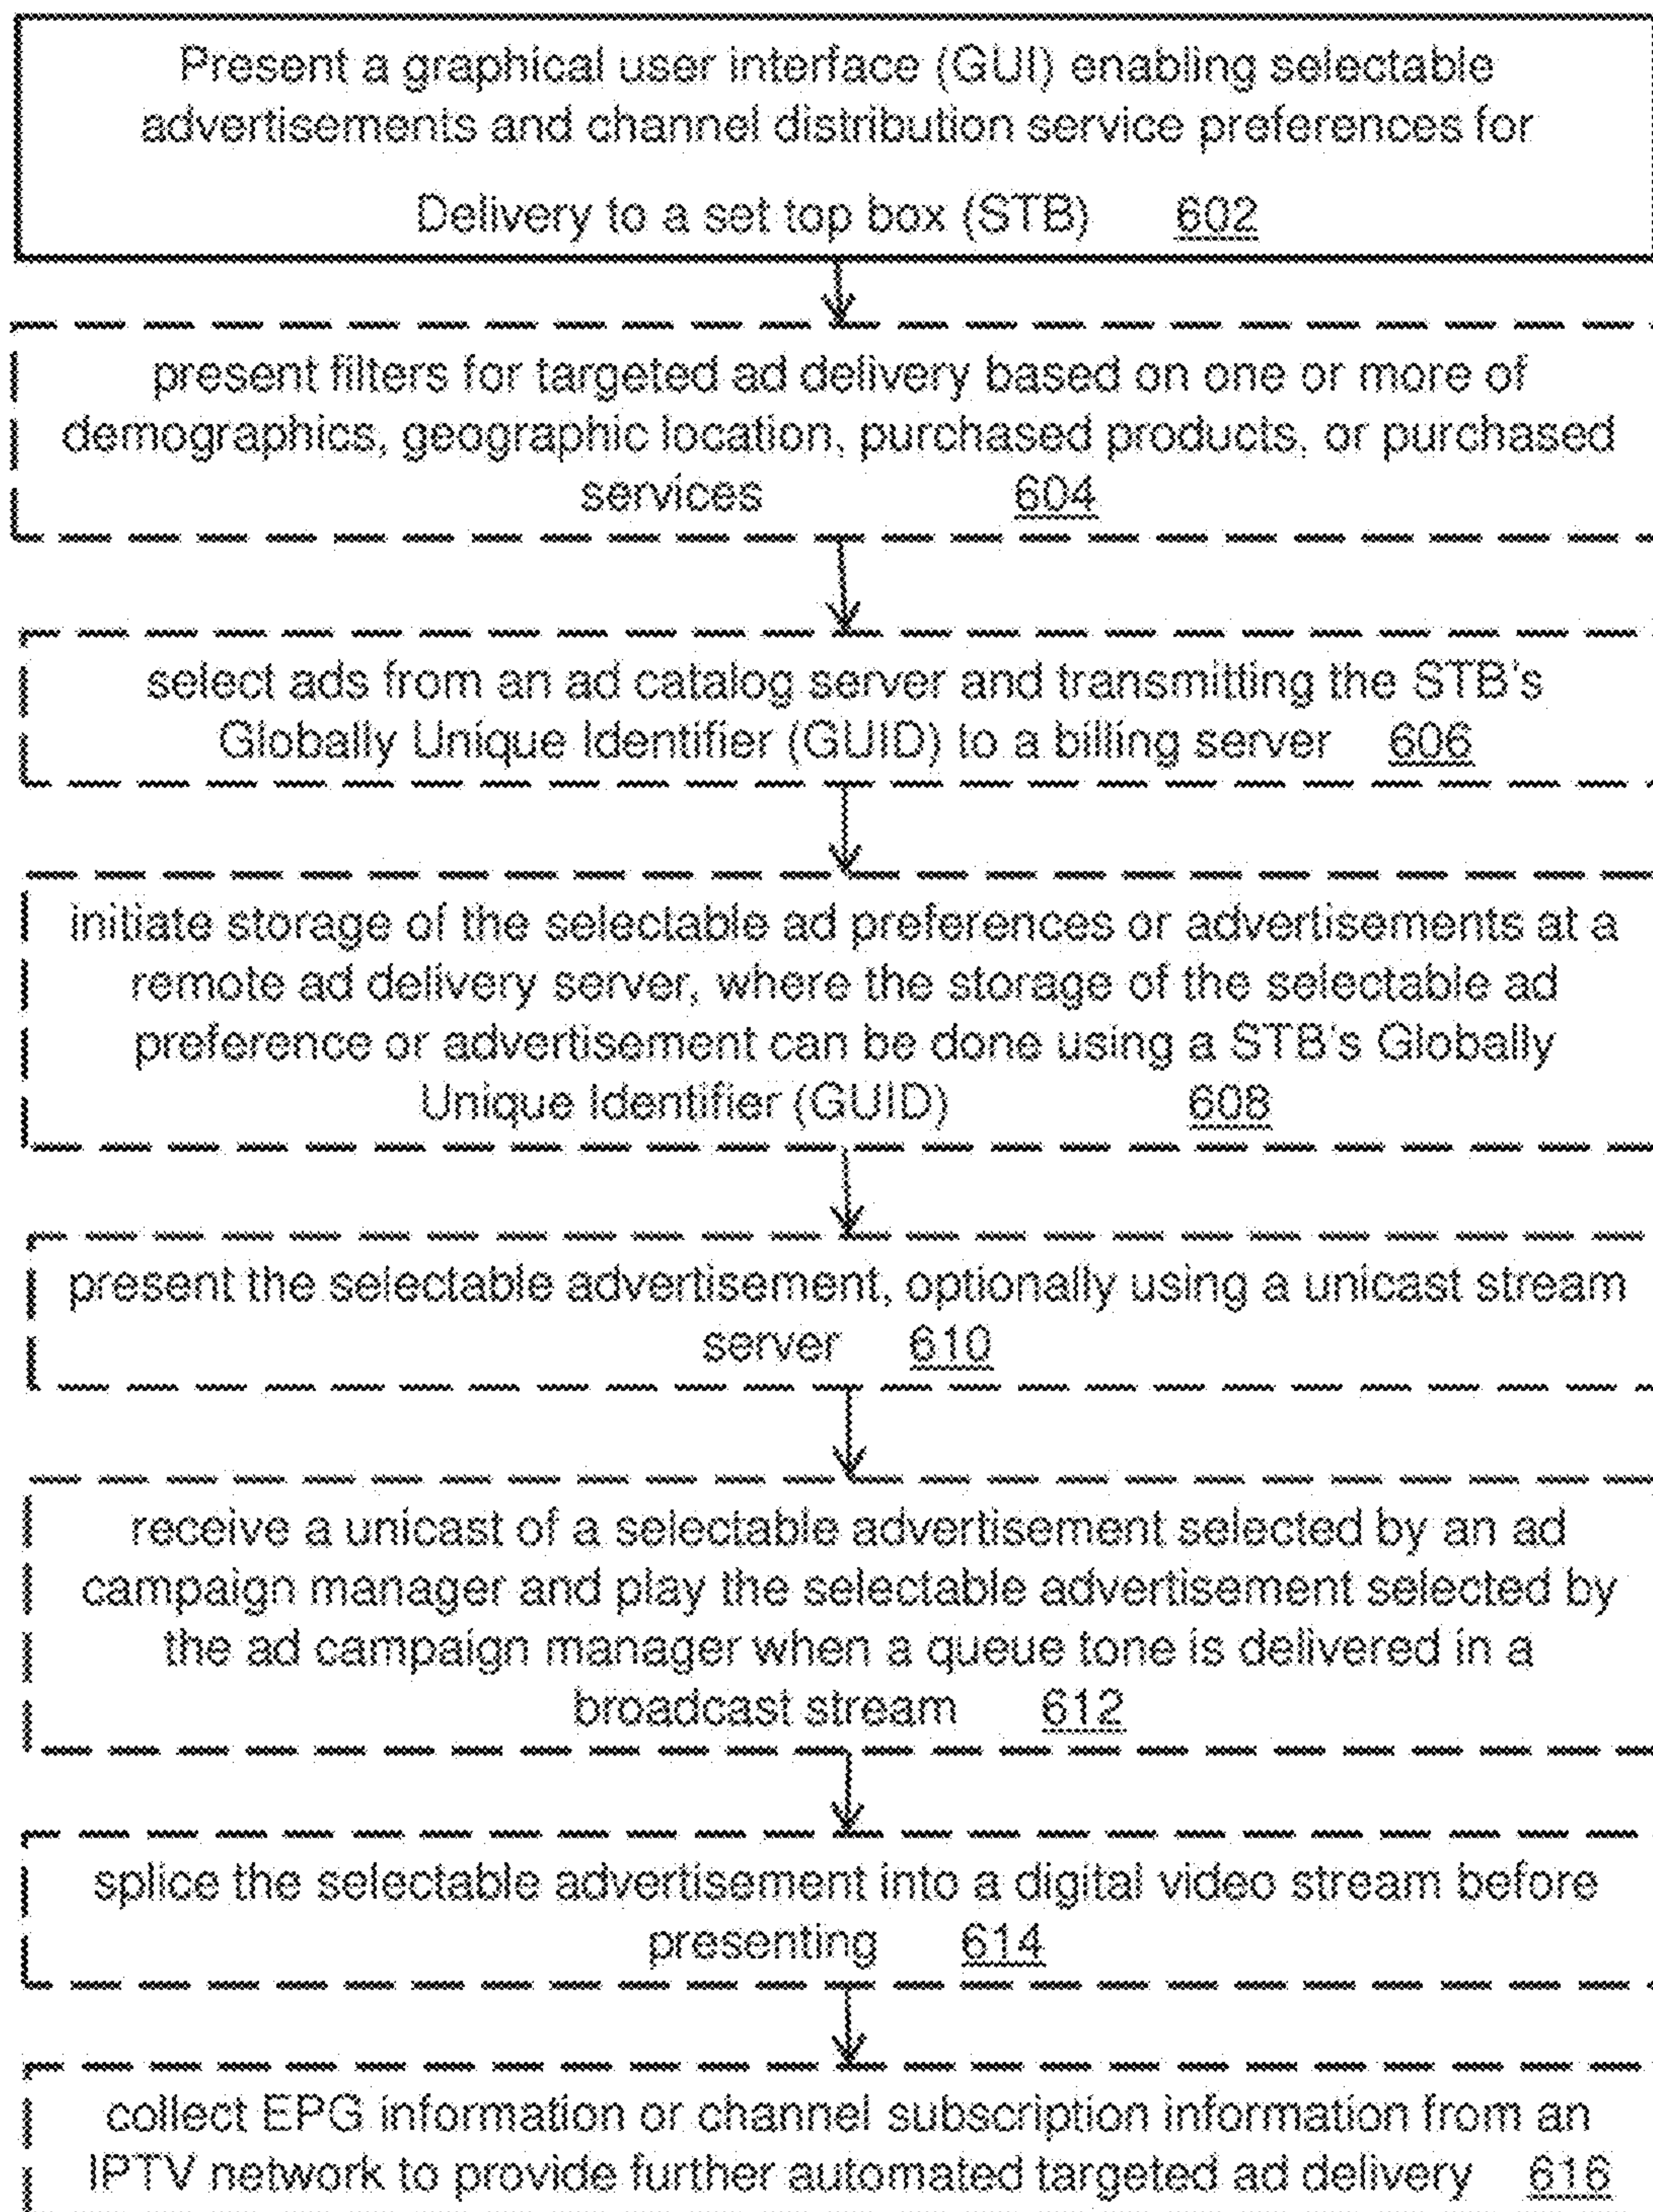 Present a graphical user interface (GUI) enabling selectable
advertisements and channel distribution service preferences for
Delivery to a set top box (STB) 602
present filters for targeted ad delivery based on one or more of
demographics, geographic location, purchased products, or purchased
services 604
select ads from an ad catalog server and transmitting the STB's
Globally Unique Identifier (GUID) to a billing server 606
initiate storage of the selectable ad preferences or advertisements at a
remote ad delivery server, where the storage of the selectable ad
preference or advertisement can be done using a STB's Globally
Unique Identifier (GUID) 608
present the selectable advertisement, optionally using a unicast stream
server 610
receive a unicast of a selectable advertisement selected by an ad
campaign manager and play the selectable advertisement selected by
the ad campaign manager when a queue tone is delivered in a
broadcast stream 612
splice the selectable advertisement into a digital video stream before
presenting 614
collect EPG information or channel subscription information from an
IPTV network to provide further automated targeted ad delivery 616